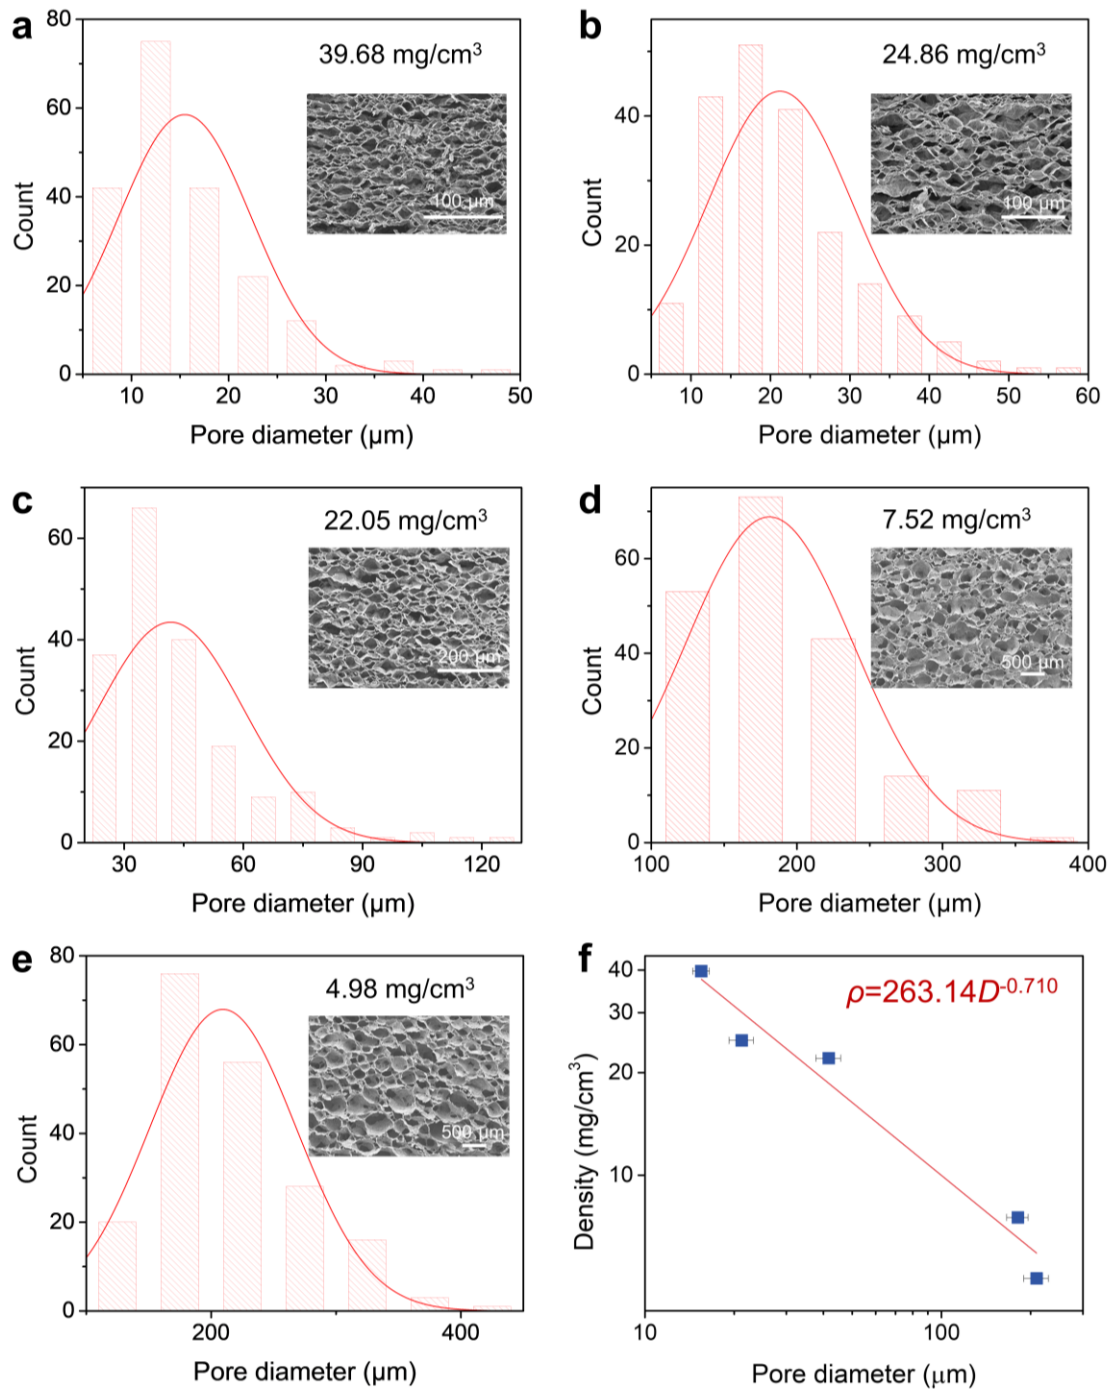 a
39.68 mg/cm³
100 µm
80
60
40
20
0
10
20
30
40
50
Count
Pore diameter (µm)
b
24.86 mg/cm³
100 µm
40
20
0
10
20
30
40
50
60
Count
Pore diameter (µm)
c
22.05 mg/cm³
200 µm
60
40
20
0
30
60
90
120
Count
Pore diameter (µm)
d
7.52 mg/cm³
500 µm
60
40
20
0
100
200
300
400
Count
Pore diameter (µm)
e
4.98 mg/cm³
500 µm
80
60
40
20
0
200
400
Count
Pore diameter (µm)
f
ρ=263.14D⁻⁰·⁷¹⁰
40
30
20
10
10
100
Density (mg/cm³)
Pore diameter (μm)